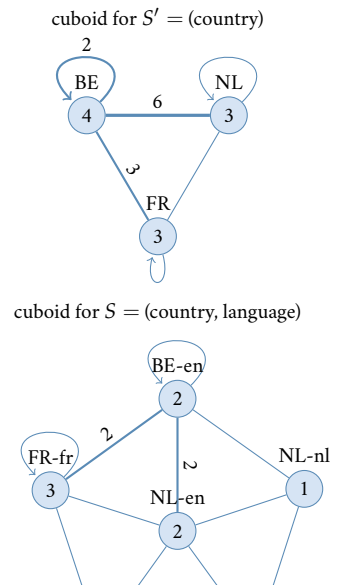 cuboid for S′ = (country)
2
BE
NL
4
6
3
3
FR
3
cuboid for S = (country, language)
BE-en
2
2
FR-fr
2
NL-nl
3
NL-en
1
2